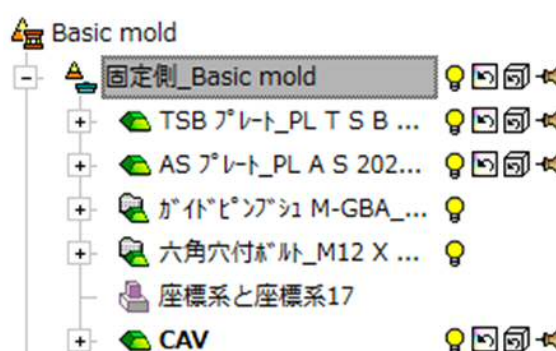 Basic mold
固定側_Basic mold
TSB ﾌﾟﾚｰﾄ_PL T S B ...
AS ﾌﾟﾚｰﾄ_PL A S 202...
ｶﾞｲﾄﾞﾋﾟﾝﾌﾞｼｭ M-GBA_...
六角穴付ﾎﾞﾙﾄ_M12 X ...
座標系と座標系17
CAV